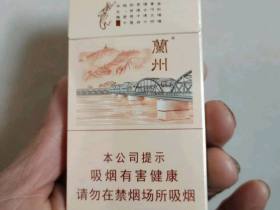 蘭州
本公司提示
吸烟有害健康
请勿在禁烟场所吸烟